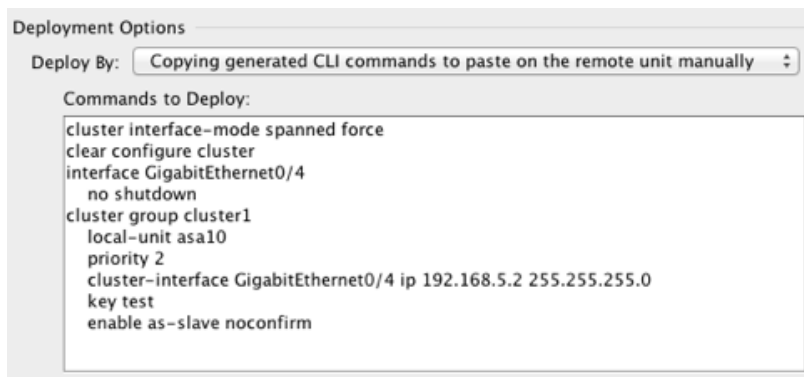 Deployment Options
Deploy By: Copying generated CLI commands to paste on the remote unit manually
Commands to Deploy:
cluster interface-mode spanned force
clear configure cluster
interface GigabitEthernet0/4
no shutdown
cluster group cluster1
local-unit asa10
priority 2
cluster-interface GigabitEthernet0/4 ip 192.168.5.2 255.255.255.0
key test
enable as-slave noconfirm